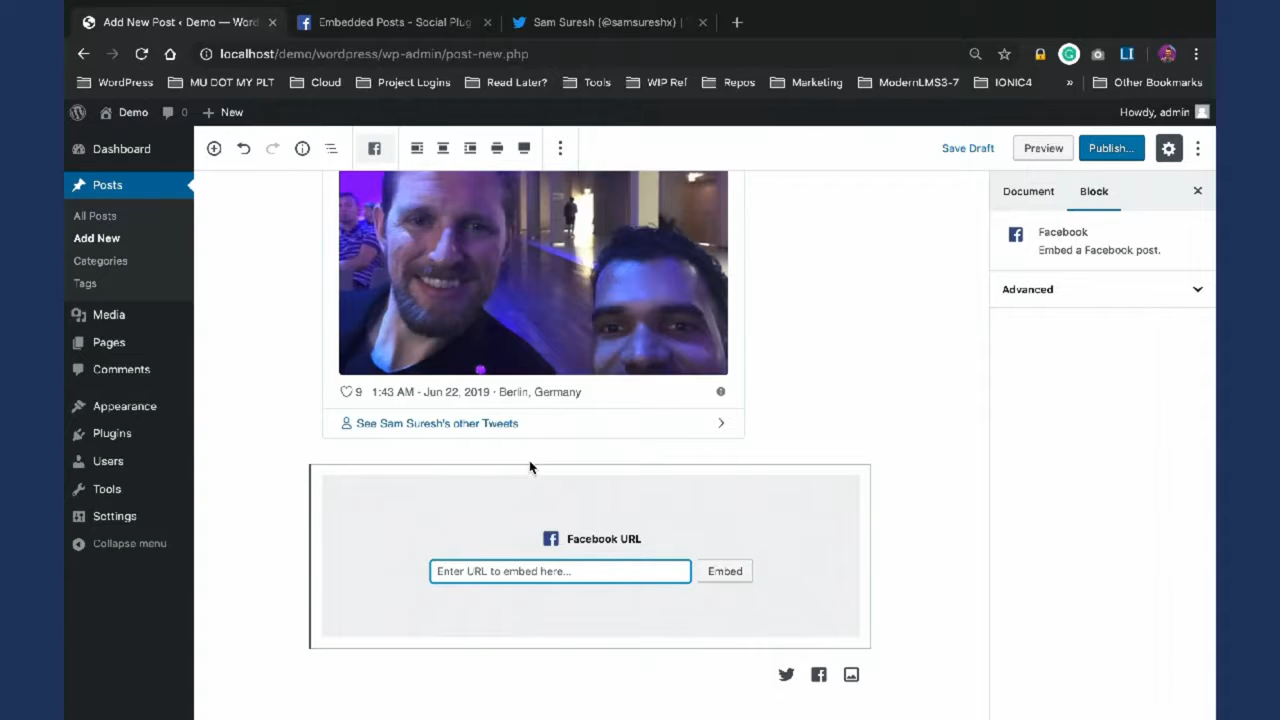 Add New Post ‹ Demo — Word
Embedded Posts - Social Plug
Sam Suresh (@samsureshx) |
localhost/demo/wordpress/wp-admin/post-new.php
WordPress
MU DOT MY PLT
Cloud
Project Logins
Read Later?
Tools
WIP Ref
Repos
Marketing
ModernLMS3-7
IONIC4
»
Other Bookmarks
Demo
0
New
Howdy, admin
Dashboard
Posts
All Posts
Add New
Categories
Tags
Media
Pages
Comments
Appearance
Plugins
Users
Tools
Settings
Collapse menu
Save Draft
Preview
Publish...
Document
Block
Facebook
Embed a Facebook post.
Advanced
9 1:43 AM - Jun 22, 2019 · Berlin, Germany
See Sam Suresh's other Tweets
Facebook URL
Enter URL to embed here...
Embed